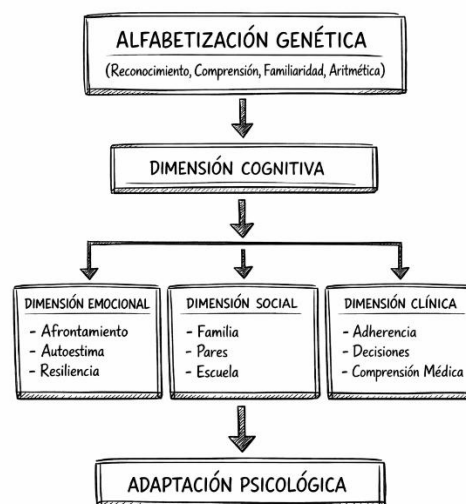 ALFABETIZACIÓN GENÉTICA
(Reconocimiento, Comprensión, Familiaridad, Aritmética)
DIMENSIÓN COGNITIVA
DIMENSIÓN EMOCIONAL
- Afrontamiento
- Autoestima
- Resiliencia
DIMENSIÓN SOCIAL
- Familia
- Pares
- Escuela
DIMENSIÓN CLÍNICA
- Adherencia
- Decisiones
- Comprensión Médica
ADAPTACIÓN PSICOLÓGICA